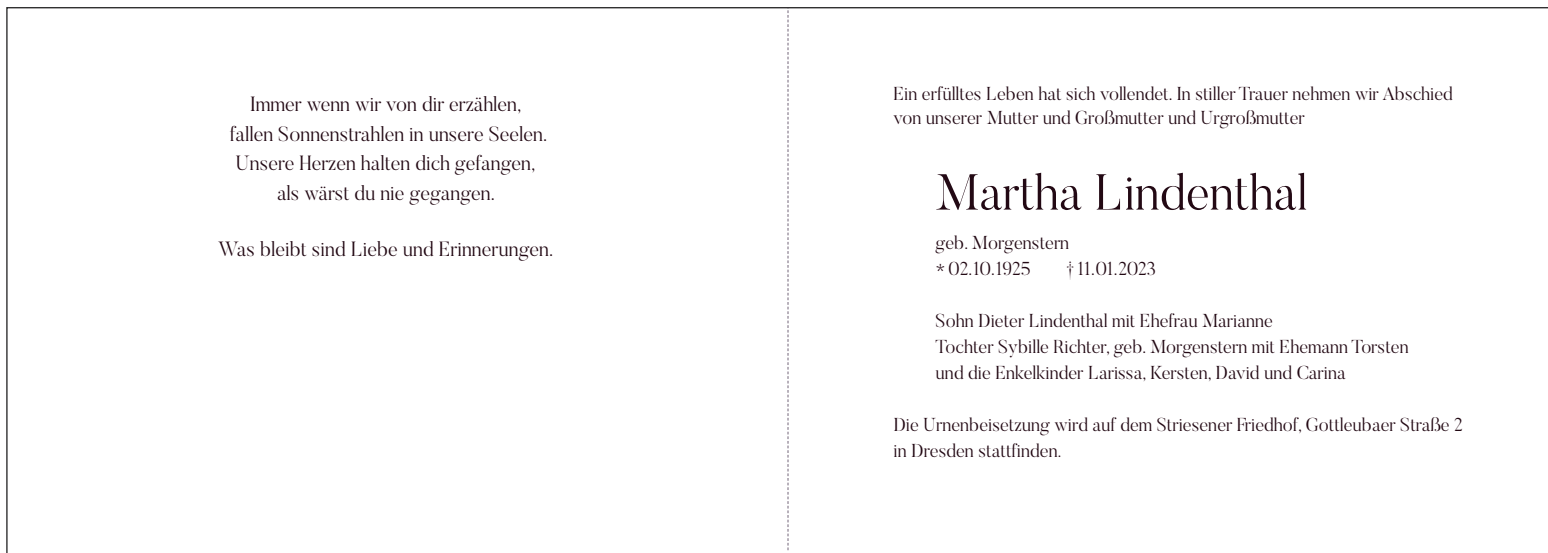 Immer wenn wir von dir erzählen,
fallen Sonnenstrahlen in unsere Seelen.
Unsere Herzen halten dich gefangen,
als wärst du nie gegangen.
Was bleibt sind Liebe und Erinnerungen.
Ein erfülltes Leben hat sich vollendet. In stiller Trauer nehmen wir Abschied
von unserer Mutter und Großmutter und Urgroßmutter
Martha Lindenthal
geb. Morgenstern
* 02.10.1925 † 11.01.2023
Sohn Dieter Lindenthal mit Ehefrau Marianne
Tochter Sybille Richter, geb. Morgenstern mit Ehemann Torsten
und die Enkelkinder Larissa, Kersten, David und Carina
Die Urnenbeisetzung wird auf dem Striesener Friedhof, Gottleubaer Straße 2
in Dresden stattfinden.